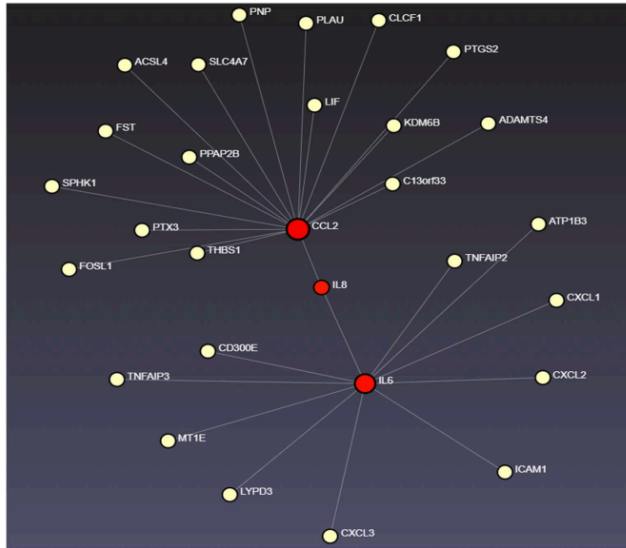 PNP
PLAU
CLCF1
PTGS2
ACSL4
SLC4A7
LIF
KDM6B
ADAMTS4
FST
PPAP2B
SPHK1
C13orf33
PTX3
CCL2
ATP1B3
THBS1
TNFAIP2
FOSL1
IL8
CXCL1
CD300E
TNFAIP3
IL6
CXCL2
MT1E
ICAM1
LYPD3
CXCL3